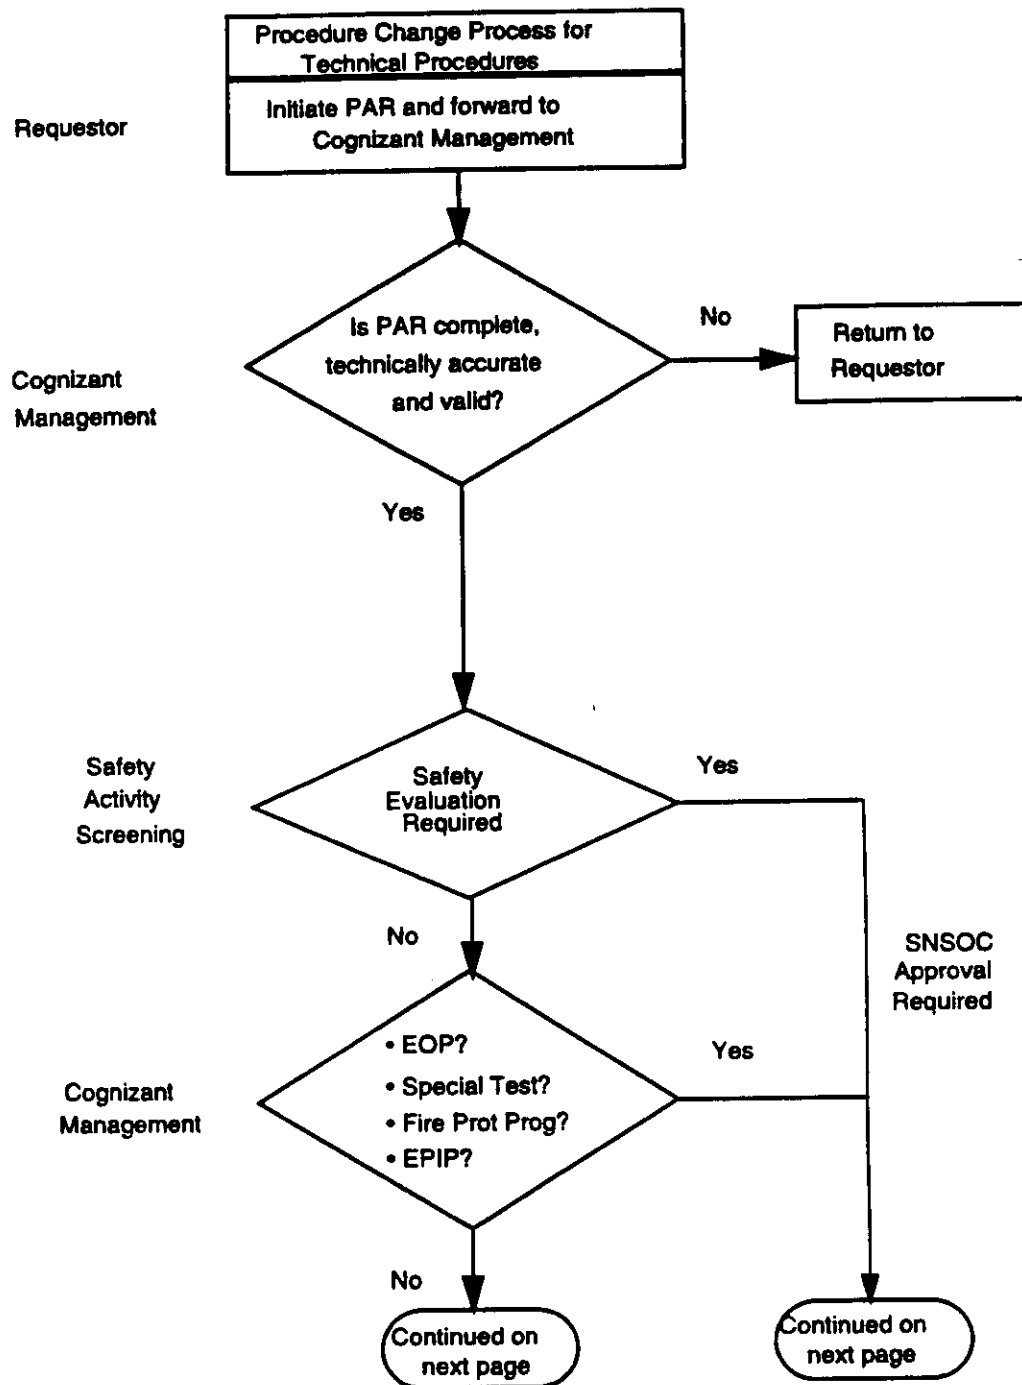 Procedure Change Process for
Technical Procedures
Requestor
Initiate PAR and forward to
Cognizant Management
Is PAR complete,
technically accurate
and valid?
No
Return to
Requestor
Cognizant
Management
Yes
Safety
Activity
Screening
Safety
Evaluation
Required
Yes
No
SNSOC
Approval
Required
Cognizant
Management
• EOP?
• Special Test?
• Fire Prot Prog?
• EPIP?
Yes
No
Continued on
next page
Continued on
next page